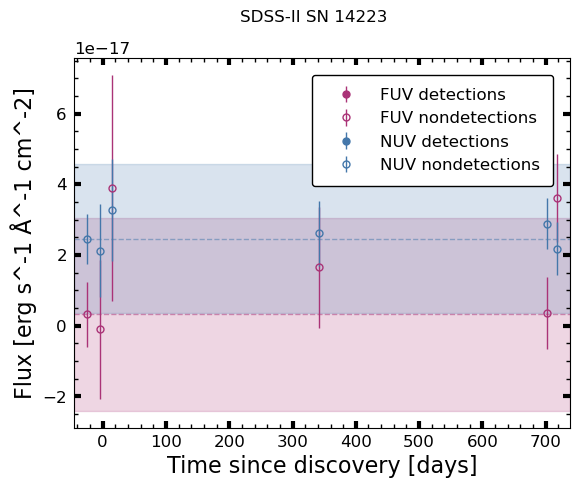 SDSS-II SN 14223
1e−17
FUV detections
FUV nondetections
NUV detections
NUV nondetections
6
4
2
0
−2
0 100 200 300 400 500 600 700
Flux [erg s^-1 Å^-1 cm^-2]
Time since discovery [days]